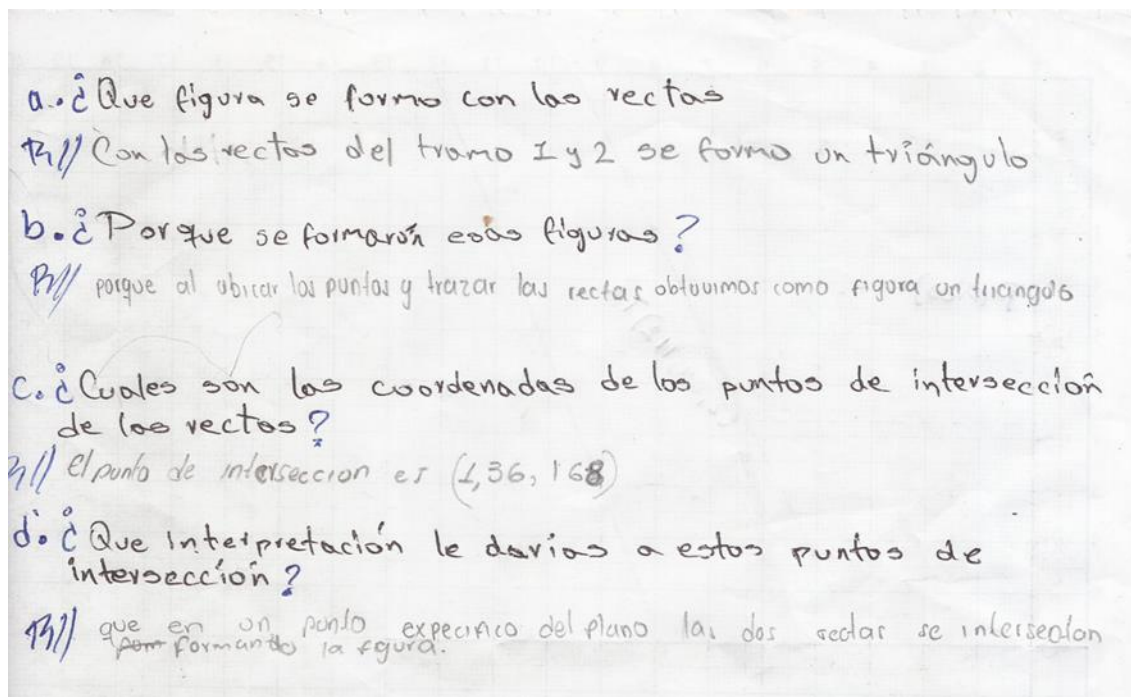 a. ¿Que figura se formo con las rectas
R// Con las rectas del tramo 1 y 2 se formo un triángulo
b. ¿Porque se formarón esas figuras?
R// porque al ubicar los puntos y trazar las rectas obtuvimos como figura un triangulo
c. ¿Cuales són las coordenadas de los puntos de intersección
de las rectas?
R// El punto de interseccion es (1,36, 168)
d. ¿Que interpretación le darias a estos puntos de
intersección?
R// que en un punto expecifico del plano las dos rectas se intersectan
formando la figura.